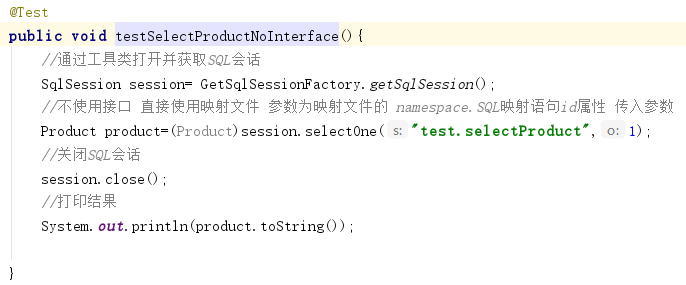 @Test
public void testSelectProductNoInterface(){
//通过工具类打开并获取SQL会话
SqlSession session= GetSqlSessionFactory.getSqlSession();
//不使用接口 直接使用映射文件 参数为映射文件的 namespace.SQL映射语句id属性 传入参数
Product product=(Product)session.selectOne( s: "test.selectProduct", o: 1);
//关闭SQL会话
session.close();
//打印结果
System.out.println(product.toString());
}